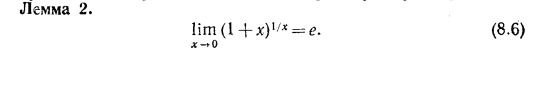 Лемма 2.
lim (1 + x)^{1/x} = e. (8.6)
x→0